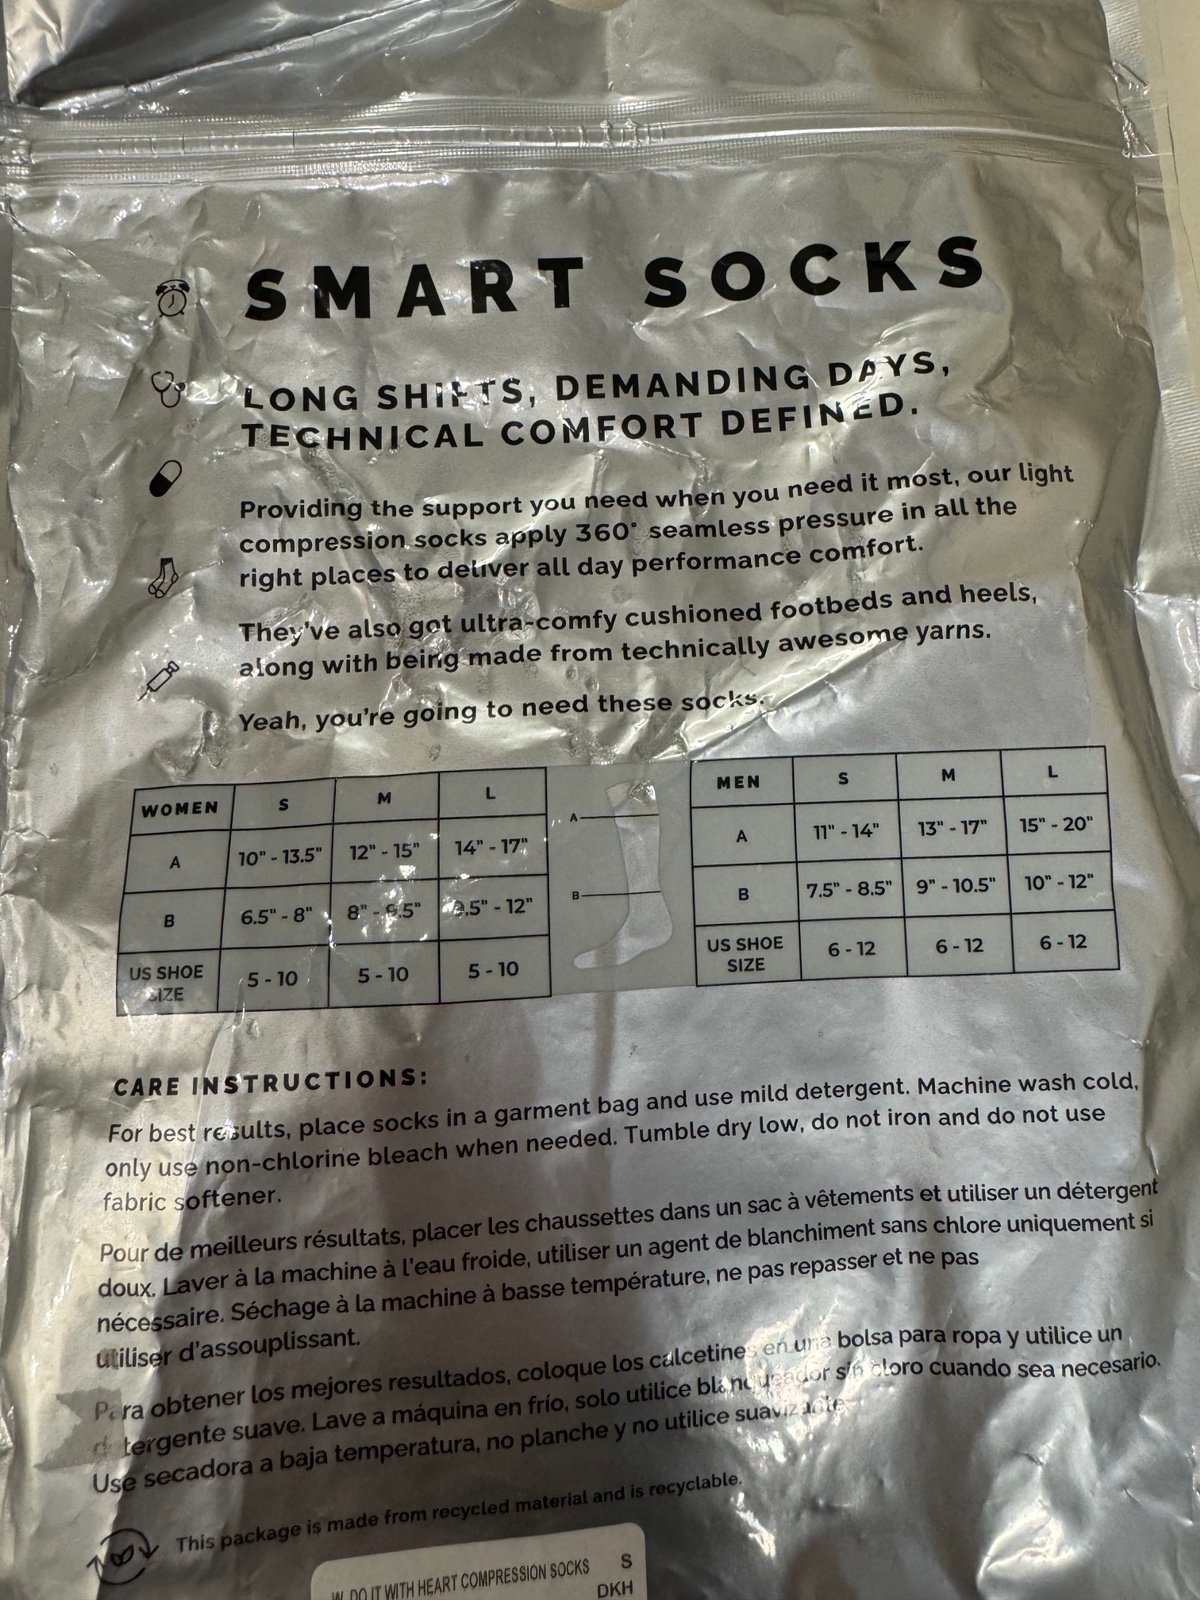 SMART SOCKS
LONG SHIFTS, DEMANDING DAYS,
TECHNICAL COMFORT DEFINED.
Providing the support you need when you need it most, our light
compression socks apply 360° seamless pressure in all the
right places to deliver all day performance comfort.
They've also got ultra-comfy cushioned footbeds and heels,
along with being made from technically awesome yarns.
Yeah, you're going to need these socks.
WOMEN S M L
A 10" - 13.5" 12" - 15" 14" - 17"
B 6.5" - 8" 8" - 9.5" 9.5" - 12"
US SHOE SIZE 5 - 10 5 - 10 5 - 10
A
B
MEN S M L
A 11" - 14" 13" - 17" 15" - 20"
B 7.5" - 8.5" 9" - 10.5" 10" - 12"
US SHOE SIZE 6 - 12 6 - 12 6 - 12
CARE INSTRUCTIONS:
For best results, place socks in a garment bag and use mild detergent. Machine wash cold,
only use non-chlorine bleach when needed. Tumble dry low, do not iron and do not use
fabric softener.
Pour de meilleurs résultats, placer les chaussettes dans un sac à vêtements et utiliser un détergent
doux. Laver à la machine à l'eau froide, utiliser un agent de blanchiment sans chlore uniquement si
nécessaire. Séchage à la machine à basse température, ne pas repasser et ne pas
utiliser d'assouplissant.
Para obtener los mejores resultados, coloque los calcetines en una bolsa para ropa y utilice un
detergente suave. Lave a máquina en frío, solo utilice blanqueador sin cloro cuando sea necesario.
Use secadora a baja temperatura, no planche y no utilice suavizante.
This package is made from recycled material and is recyclable.
W. DO IT WITH HEART COMPRESSION SOCKS S
DKH